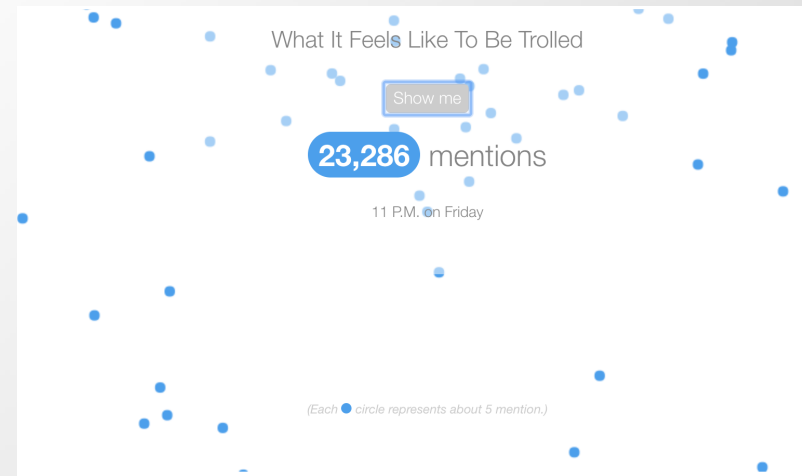 What It Feels Like To Be Trolled
Show me
23,286 mentions
11 P.M. on Friday
(Each circle represents about 5 mention.)